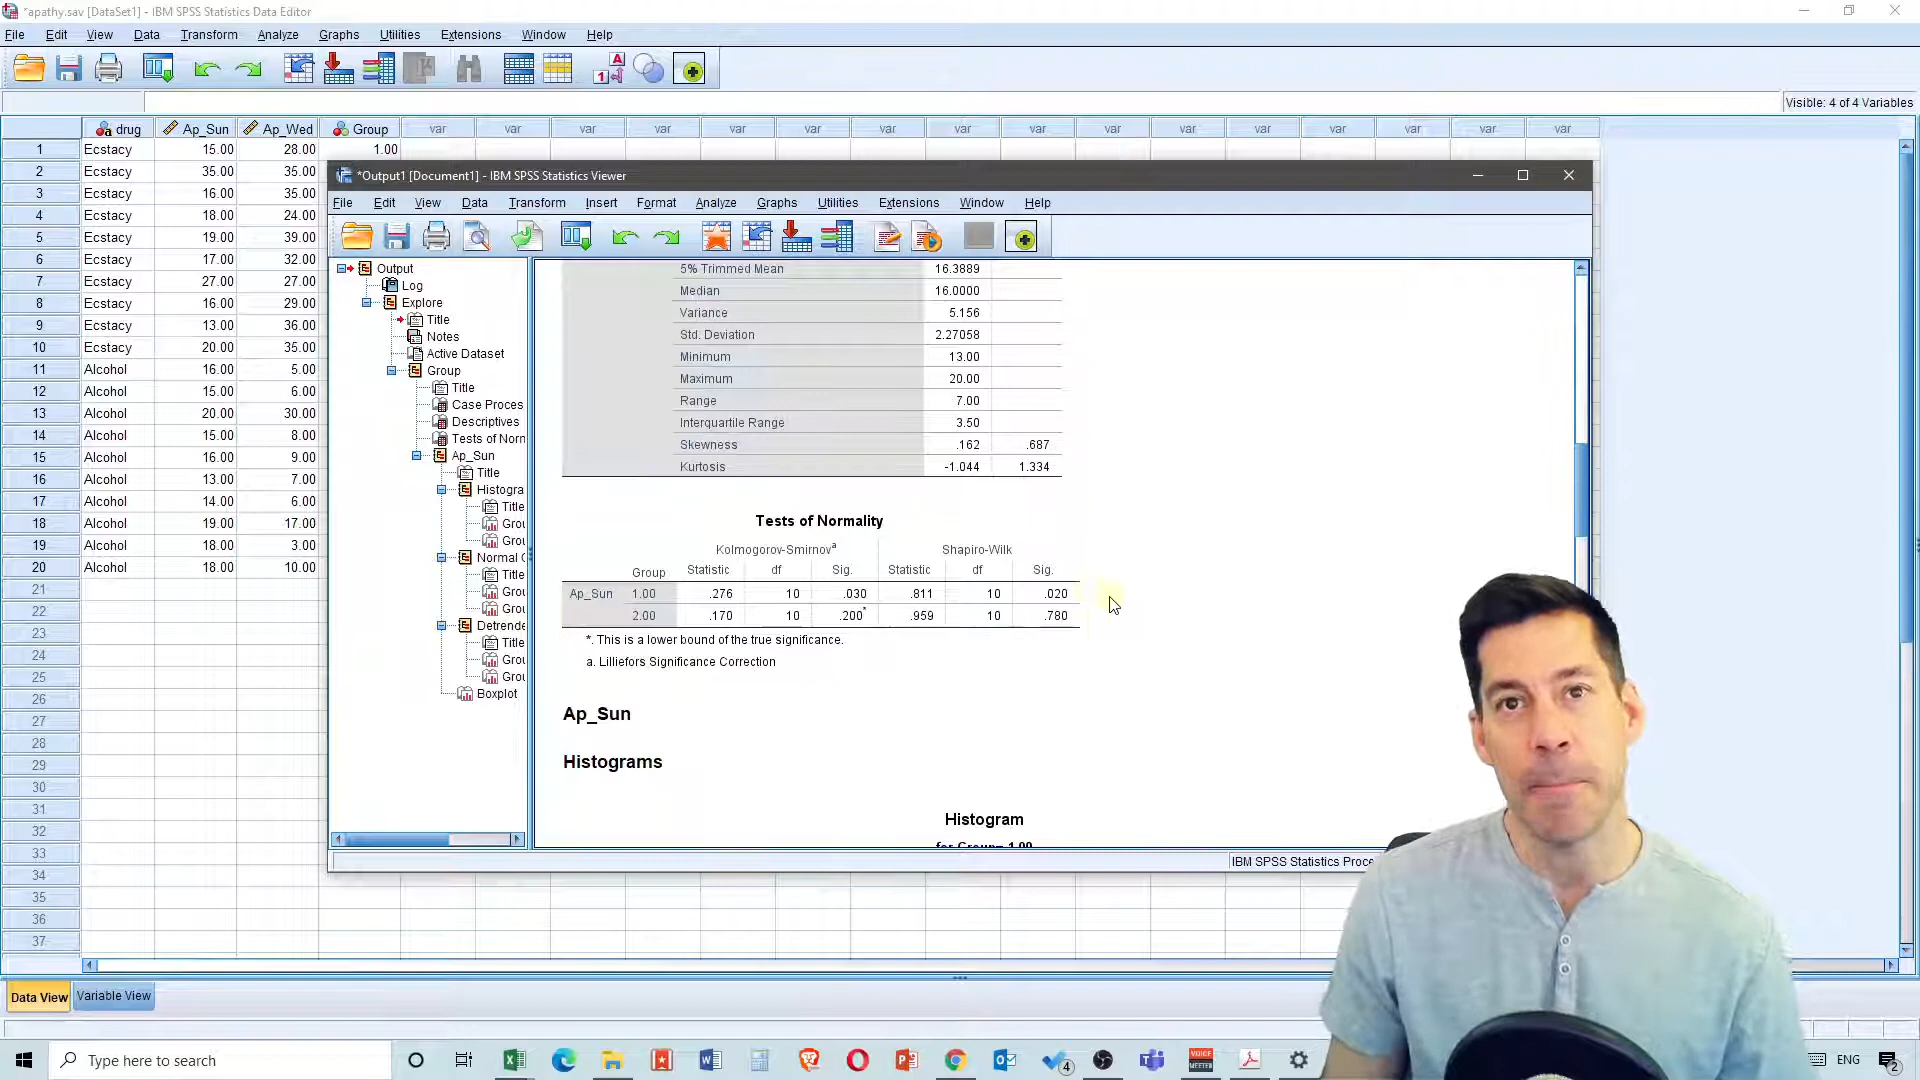 *apathy.sav [DataSet1] - IBM SPSS Statistics Data Editor
File Edit View Data Transform Analyze Graphs Utilities Extensions Window Help
Visible: 4 of 4 Variables
drug Ap_Sun Ap_Wed Group var var var var var var var var var var var var var var var var
1 Ecstacy 15.00 28.00 1.00
2 Ecstacy 35.00 35.00
3 Ecstacy 16.00 35.00
4 Ecstacy 18.00 24.00
5 Ecstacy 19.00 39.00
6 Ecstacy 17.00 32.00
7 Ecstacy 27.00 27.00
8 Ecstacy 16.00 29.00
9 Ecstacy 13.00 36.00
10 Ecstacy 20.00 35.00
11 Alcohol 16.00 5.00
12 Alcohol 15.00 6.00
13 Alcohol 20.00 30.00
14 Alcohol 15.00 8.00
15 Alcohol 16.00 9.00
16 Alcohol 13.00 7.00
17 Alcohol 14.00 6.00
18 Alcohol 19.00 17.00
19 Alcohol 18.00 3.00
20 Alcohol 18.00 10.00
21
22
23
24
25
26
27
28
29
30
31
32
33
34
35
36
37
*Output1 [Document1] - IBM SPSS Statistics Viewer
File Edit View Data Transform Insert Format Analyze Graphs Utilities Extensions Window Help
Output
Log
Explore
Title
Notes
Active Dataset
Group
Title
Case Proces
Descriptives
Tests of Norn
Ap_Sun
Title
Histogra
Title
Grou
Grou
Normal C
Title
Grou
Grou
Detrende
Title
Grou
Grou
Boxplot
5% Trimmed Mean 16.3889
Median 16.0000
Variance 5.156
Std. Deviation 2.27058
Minimum 13.00
Maximum 20.00
Range 7.00
Interquartile Range 3.50
Skewness .162 .687
Kurtosis -1.044 1.334
Tests of Normality
Kolmogorov-Smirnov^a Shapiro-Wilk
Group Statistic df Sig. Statistic df Sig.
Ap_Sun 1.00 .276 10 .030 .811 10 .020
2.00 .170 10 .200* .959 10 .780
*. This is a lower bound of the true significance.
a. Lilliefors Significance Correction
Ap_Sun
Histograms
Histogram
for Group= 1.00
IBM SPSS Statistics Proce
Data View Variable View
Type here to search
4
VOICE MEETER
ENG
2